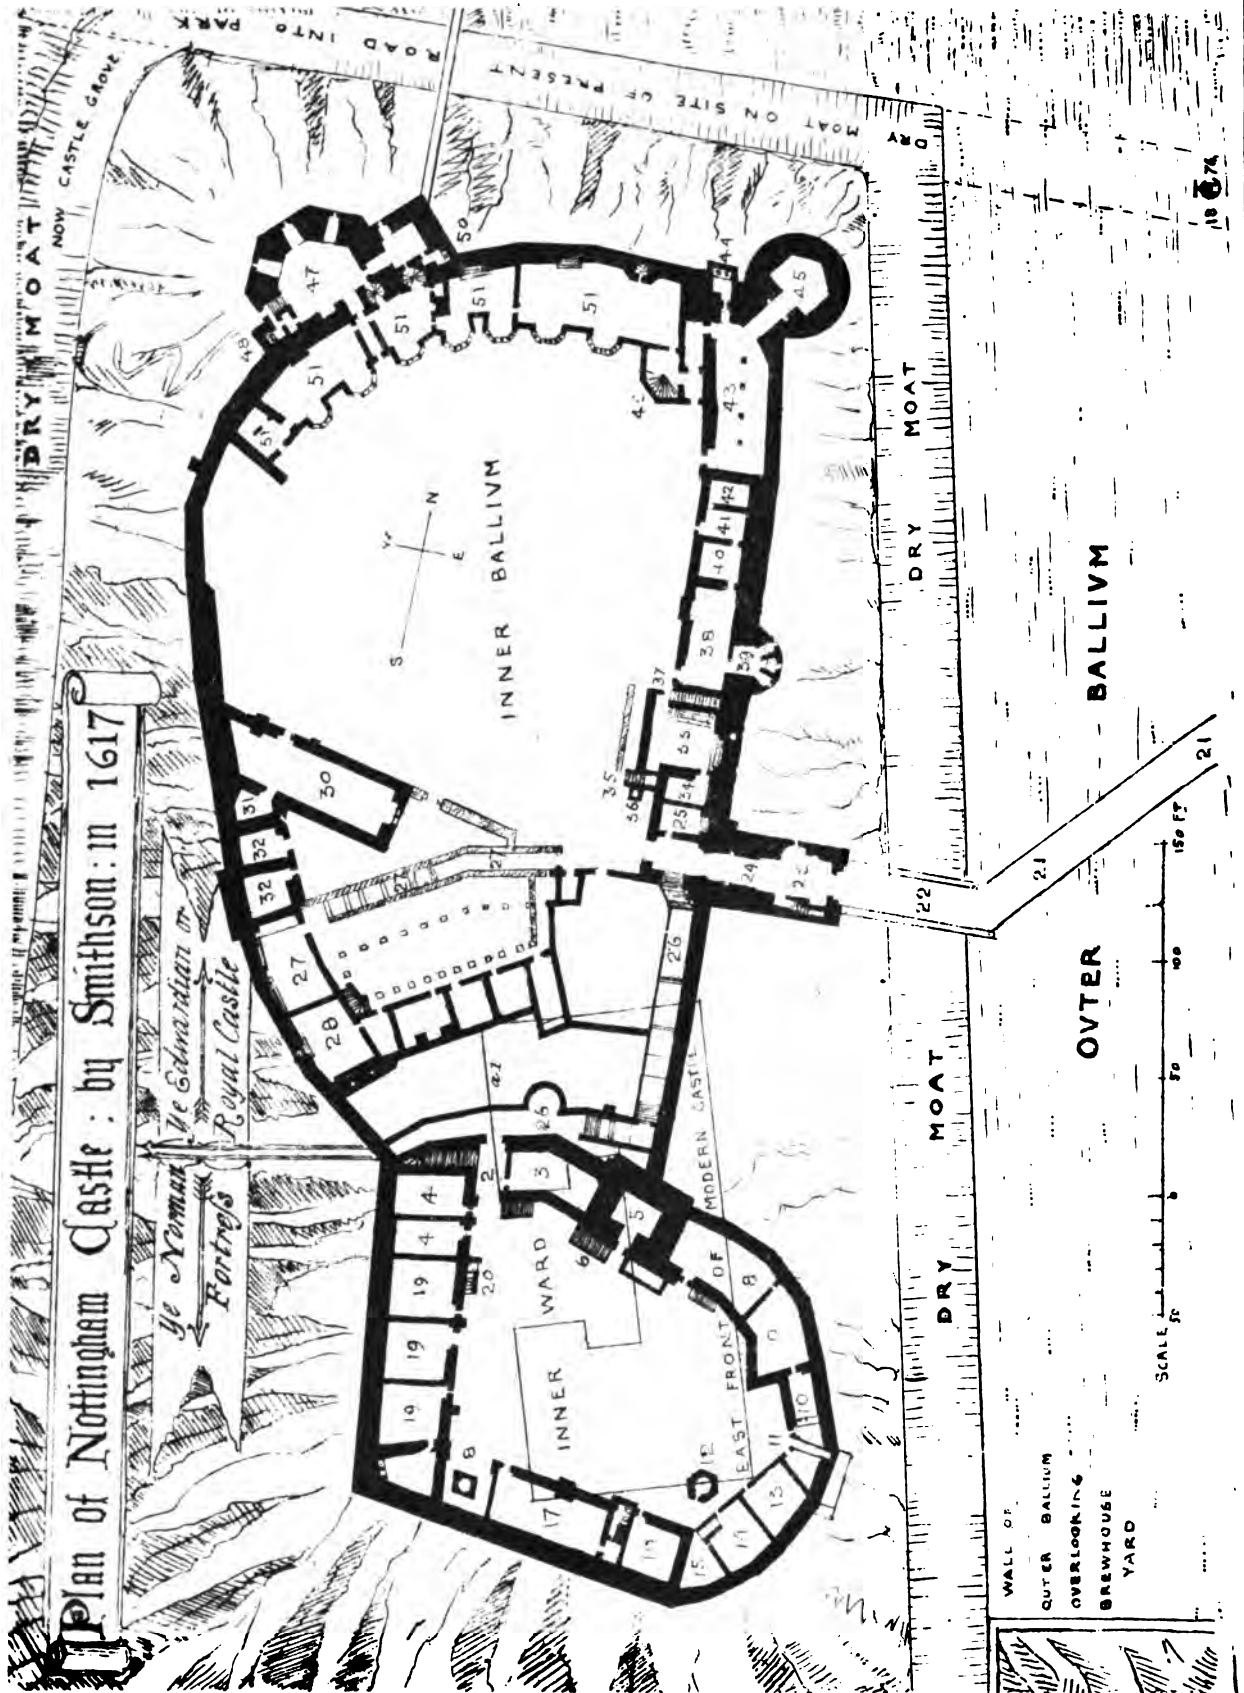 Plan of Nottingham Castle : by Smithson : in 1617
Ye Norman
Fortreſs
Ye Edwardian or
Royal Castle
DRY MOAT
NOW CASTLE GROVE.
MOAT ON SITE OF PRESENT
ROAD INTO PARK
DRY
DRY MOAT
DRY MOAT
INNER BALLIVM
N
E
S
INNER WARD
EAST FRONT OF MODERN CASTLE
OVTER BALLIVM
WALL OF
OUTER BALLIUM
OVERLOOKING
BREWHOUSE
YARD
SCALE
50
0
50
100
150 FT
2
3
4
4
5
6
8
9
10
11
12
13
14
15
17
19
19
19
20
21
21
22
24
26
26
27
28
30
31
32
32
34
35
36
37
38
39
40
41
42
43
44
45
47
48
50
51
51
51
51
18 76